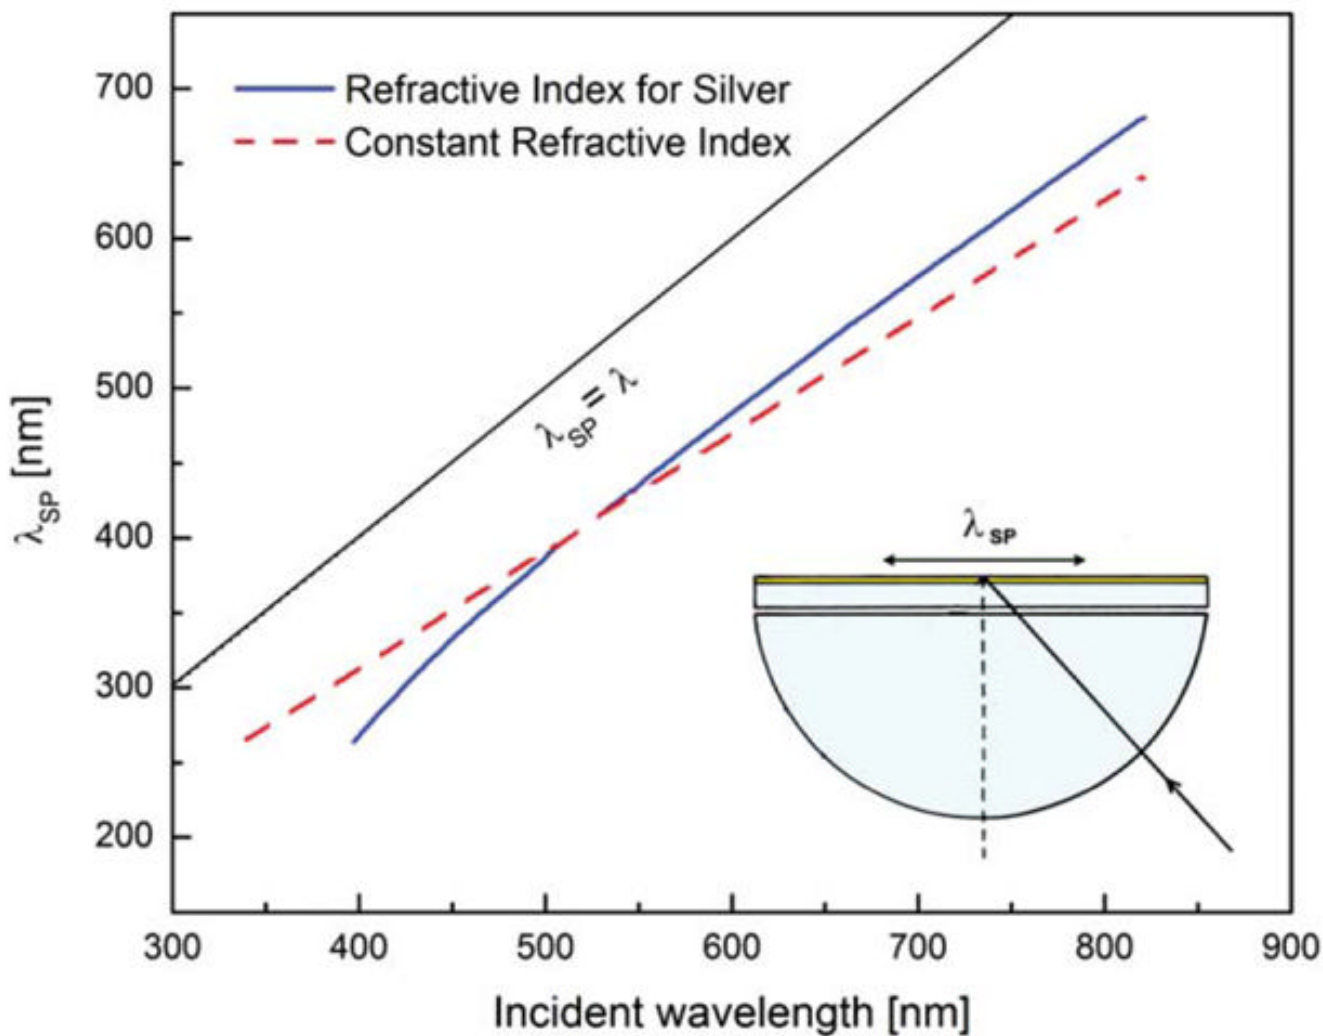 700
600
500
400
300
200
λSP [nm]
Refractive Index for Silver
Constant Refractive Index
λSP = λ
λSP
300 400 500 600 700 800 900
Incident wavelength [nm]